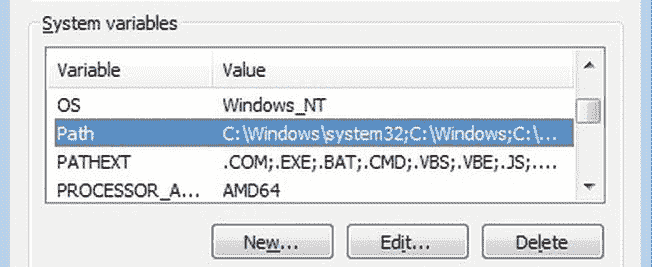 System variables
Variable Value
OS Windows_NT
Path C:\Windows\system32;C:\Windows;C:\...
PATHEXT .COM;.EXE;.BAT;.CMD;.VBS;.VBE;.JS;....
PROCESSOR_A... AMD64
New... Edit... Delete